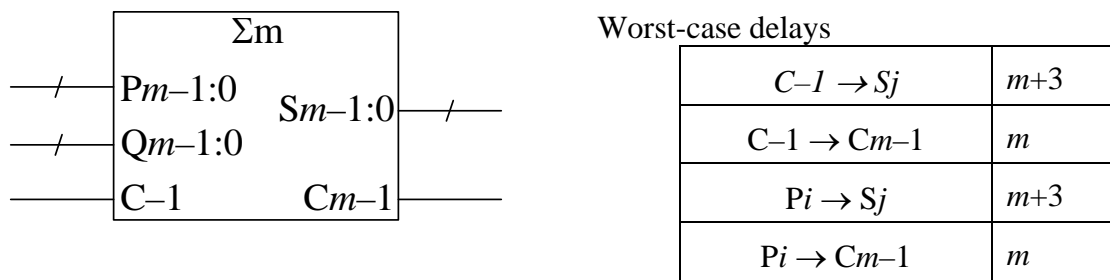 Σm
Pm–1:0
Qm–1:0
C–1
Sm–1:0
Cm–1
Worst-case delays
C–1 → Sj m+3
C–1 → Cm–1 m
Pi → Sj m+3
Pi → Cm–1 m